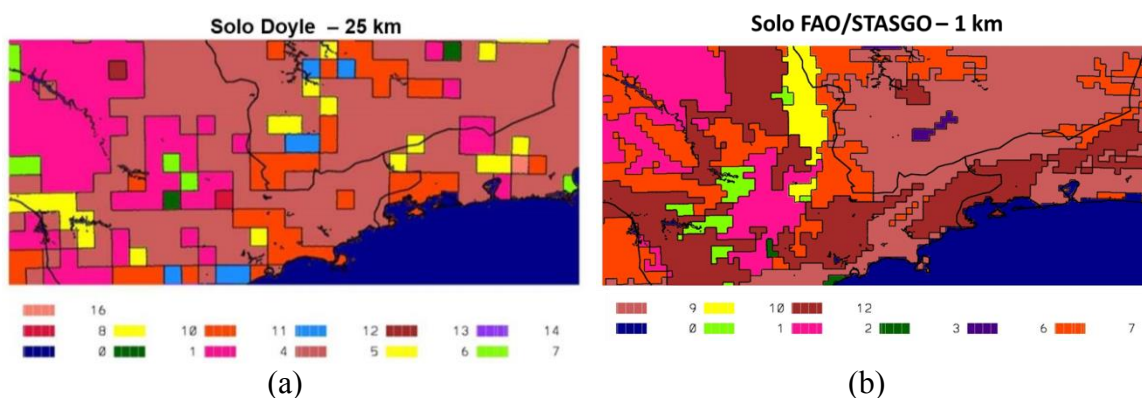 Solo Doyle – 25 km
Solo FAO/STASGO – 1 km
16
8 10 11 12 13 14
0 1 4 5 6 7
9 10 12
0 1 2 3 6 7
(a)
(b)